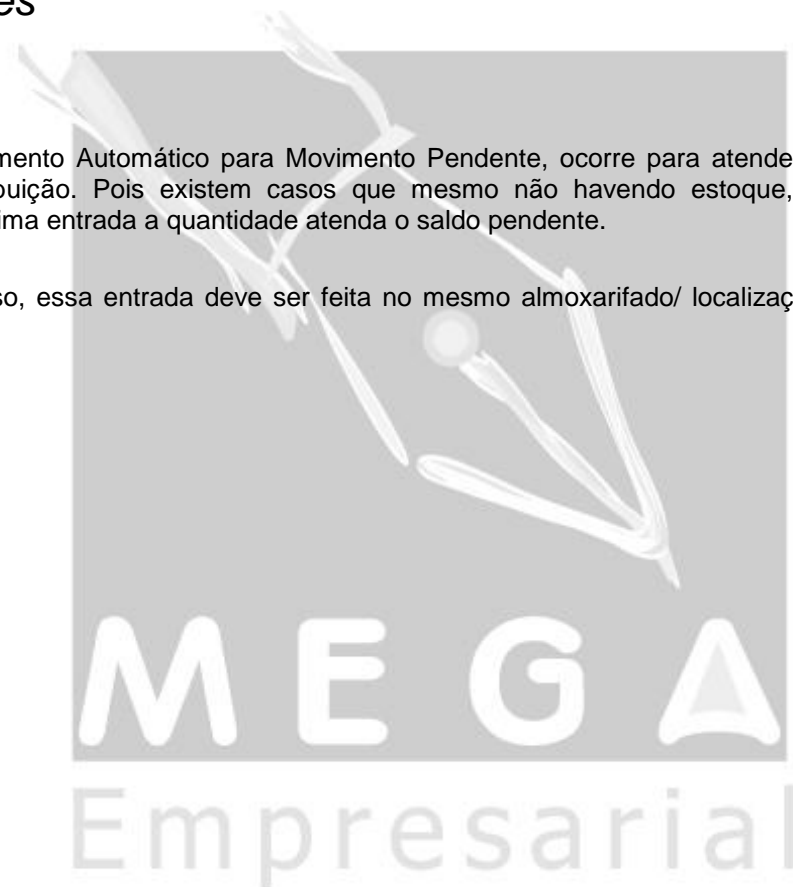 es
mento Automático para Movimento Pendente, ocorre para atende
buição. Pois existem casos que mesmo não havendo estoque,
ima entrada a quantidade atenda o saldo pendente.
so, essa entrada deve ser feita no mesmo almoxarifado/ localizaç
MEGA
Empresarial